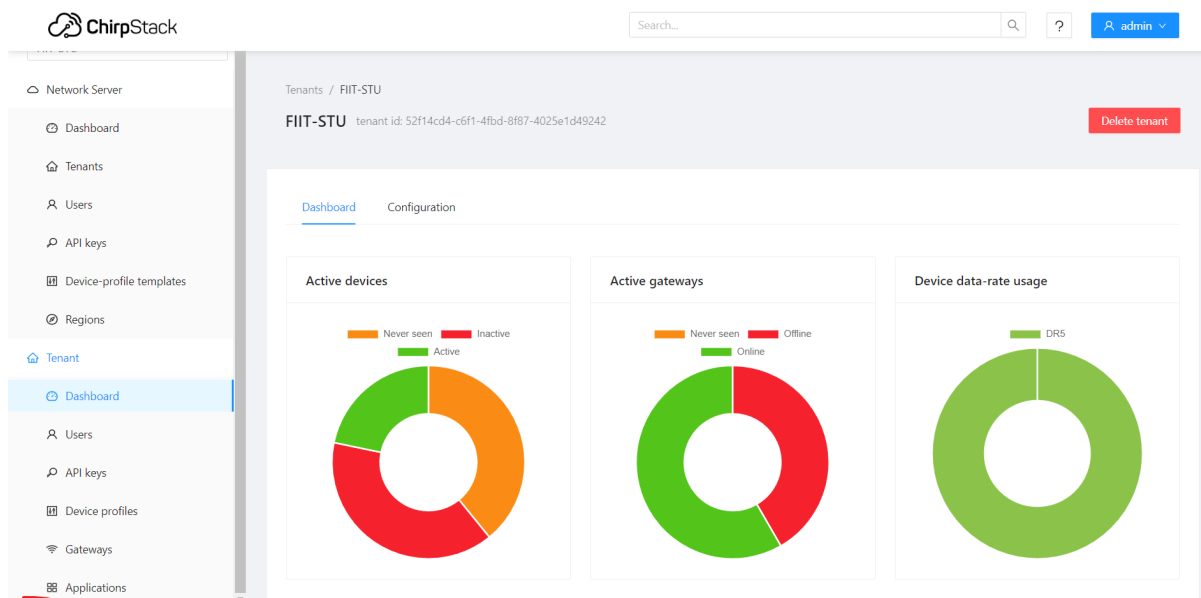 ChirpStack
Search...
?
admin
Network Server
Dashboard
Tenants
Users
API keys
Device-profile templates
Regions
Tenant
Dashboard
Users
API keys
Device profiles
Gateways
Applications
Tenants / FIIT-STU
FIIT-STU tenant id: 52f14cd4-c6f1-4fbd-8f87-4025e1d49242
Delete tenant
Dashboard Configuration
Active devices
Never seen Inactive
Active
Active gateways
Never seen Offline
Online
Device data-rate usage
DR5